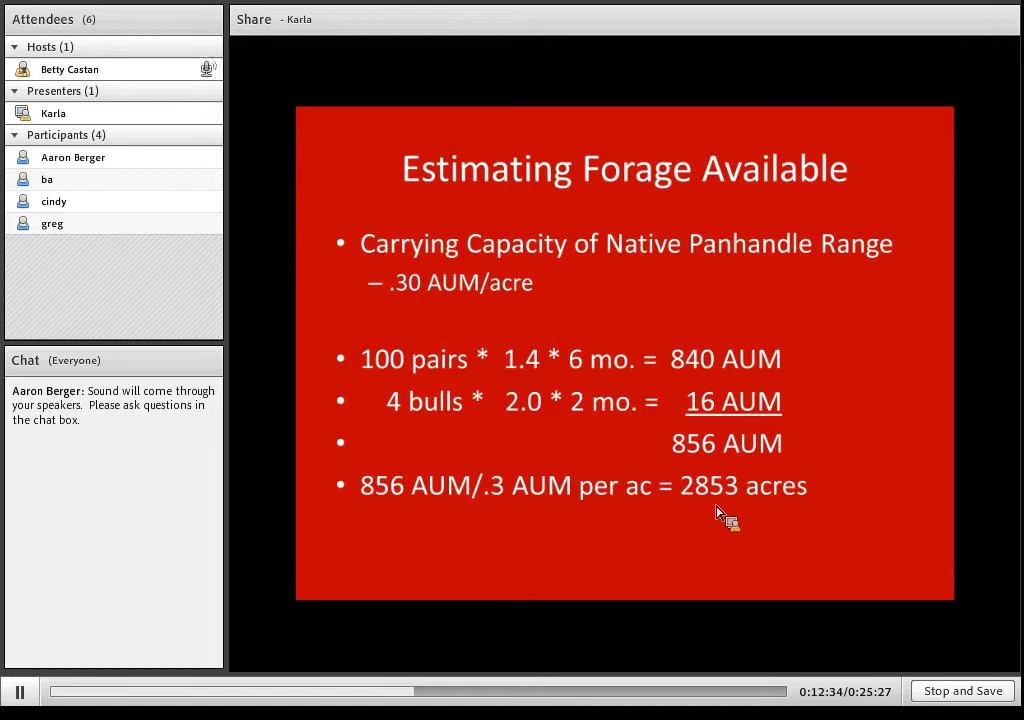 Attendees (6)
Hosts (1)
Betty Castan
Presenters (1)
Karla
Participants (4)
Aaron Berger
ba
cindy
greg
Chat (Everyone)
Aaron Berger: Sound will come through
your speakers. Please ask questions in
the chat box.
Share - Karla
Estimating Forage Available
• Carrying Capacity of Native Panhandle Range
– .30 AUM/acre
• 100 pairs * 1.4 * 6 mo. = 840 AUM
• 4 bulls * 2.0 * 2 mo. = 16 AUM
• 856 AUM
• 856 AUM/.3 AUM per ac = 2853 acres
0:12:34/0:25:27
Stop and Save